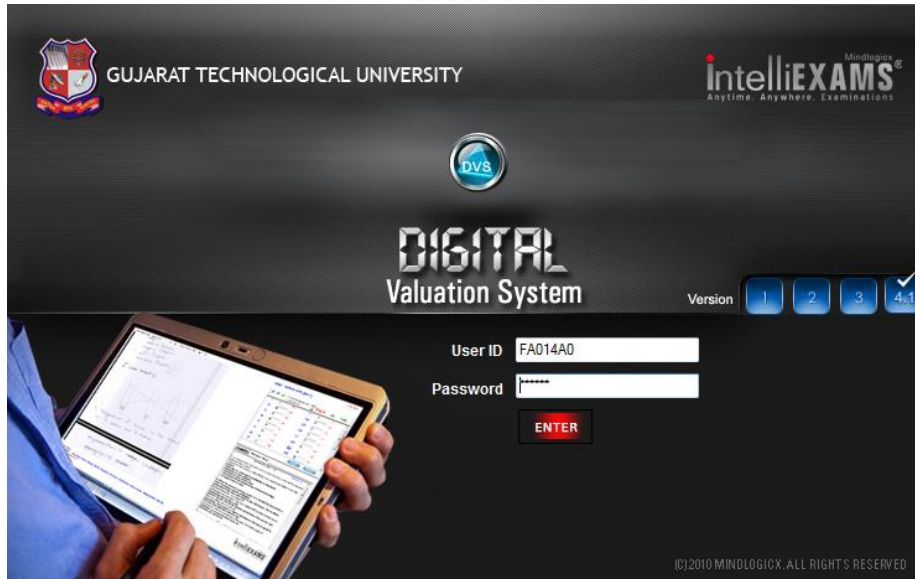 GUJARAT TECHNOLOGICAL UNIVERSITY
Mindlogicx
IntelliEXAMS®
Anytime. Anywhere. Examinations
DVS
DIGITAL
Valuation System
Version 1 2 3 4.1
User ID FA014A0
Password ******
ENTER
IntelliEXAMS
(C)2010 MINDLOGICX.ALL RIGHTS RESERVED